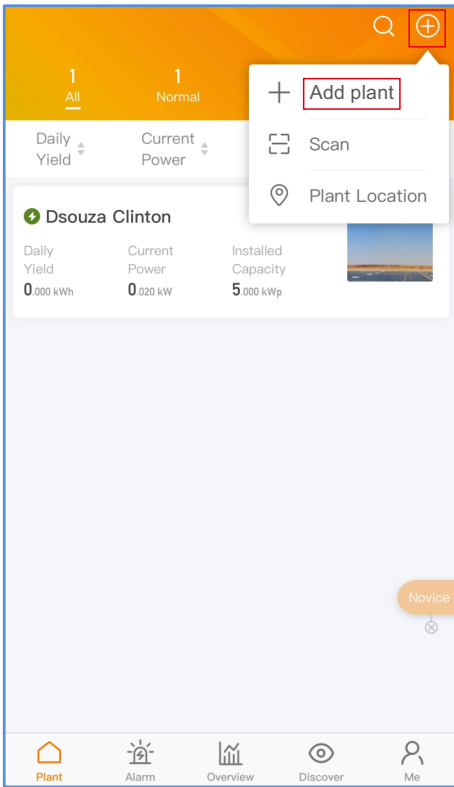 1
All
1
Normal
Add plant
Scan
Plant Location
Daily
Yield
Current
Power
Dsouza Clinton
Daily
Yield
0.000 kWh
Current
Power
0.020 kW
Installed
Capacity
5.000 kWp
Novice
Plant
Alarm
Overview
Discover
Me